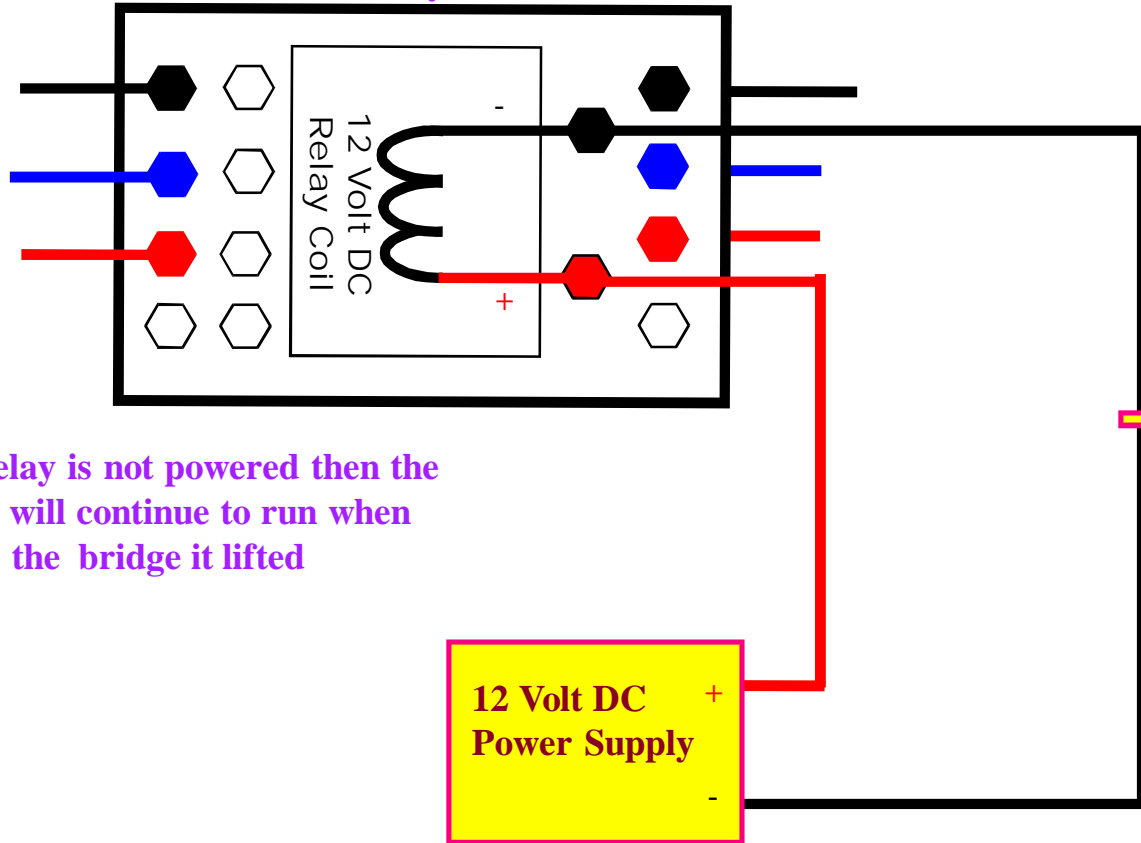 -
12 Volt DC
Relay Coil
+
elay is not powered then the
will continue to run when
the bridge it lifted
12 Volt DC +
Power Supply
-